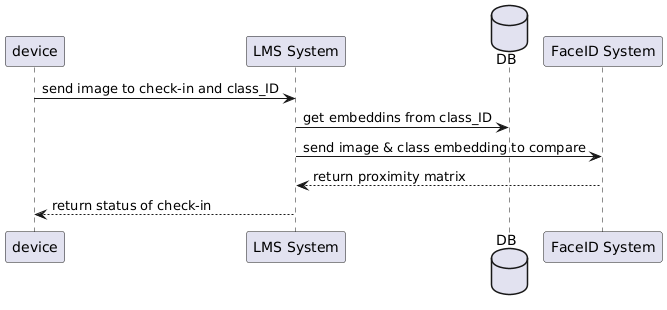 DB
device
LMS System
FaceID System
send image to check-in and class_ID
get embeddins from class_ID
send image & class embedding to compare
return proximity matrix
return status of check-in
device
LMS System
DB
FaceID System